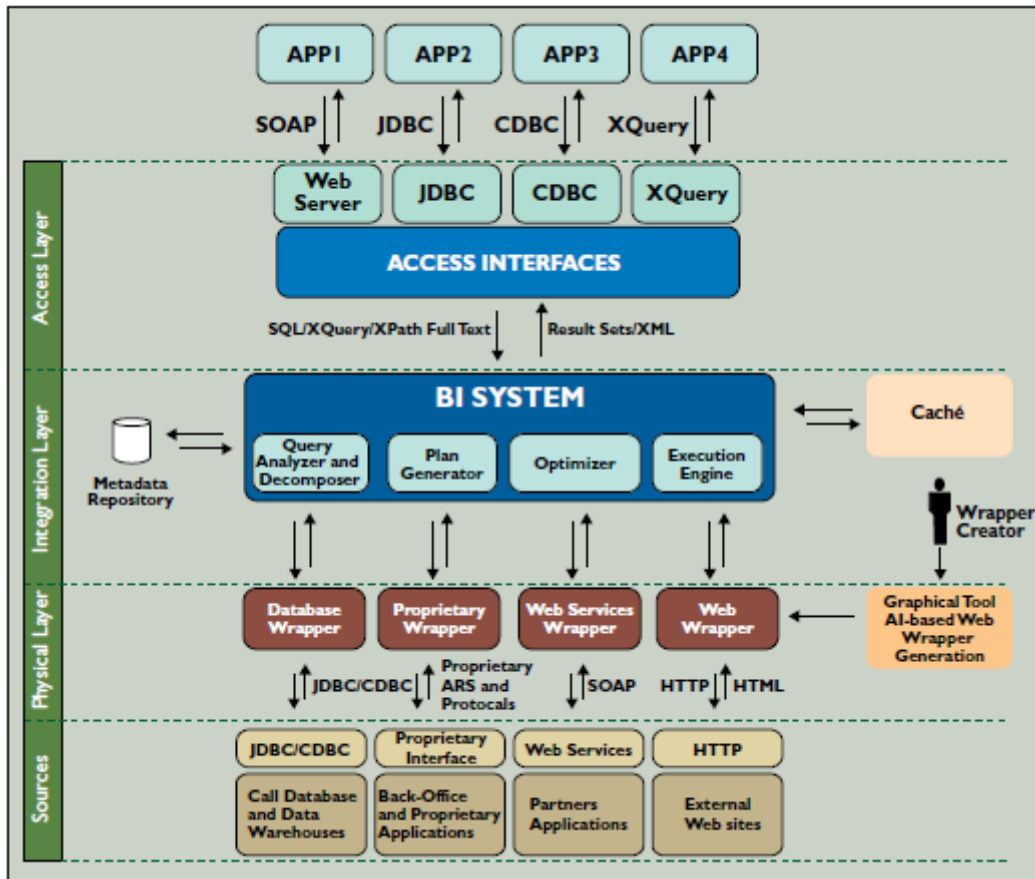 APP1 APP2 APP3 APP4
SOAP JDBC CDBC XQuery
Access Layer
Web
Server
JDBC
CDBC
XQuery
ACCESS INTERFACES
SQL/XQuery/XPath Full Text
Result Sets/XML
Integration Layer
BI SYSTEM
Query
Analyzer and
Decomposer
Plan
Generator
Optimizer
Execution
Engine
Caché
Metadata
Repository
Wrapper
Creator
Physical Layer
Database
Wrapper
Proprietary
Wrapper
Web Services
Wrapper
Web
Wrapper
Graphical Tool
AI-based Web
Wrapper
Generation
JDBC/CDBC
Proprietary
ARS and
Protocals
SOAP
HTTP
HTML
Sources
JDBC/CDBC
Proprietary
Interface
Web Services
HTTP
Call Database
and Data
Warehouses
Back-Office
and Proprietary
Applications
Partners
Applications
External
Web sites